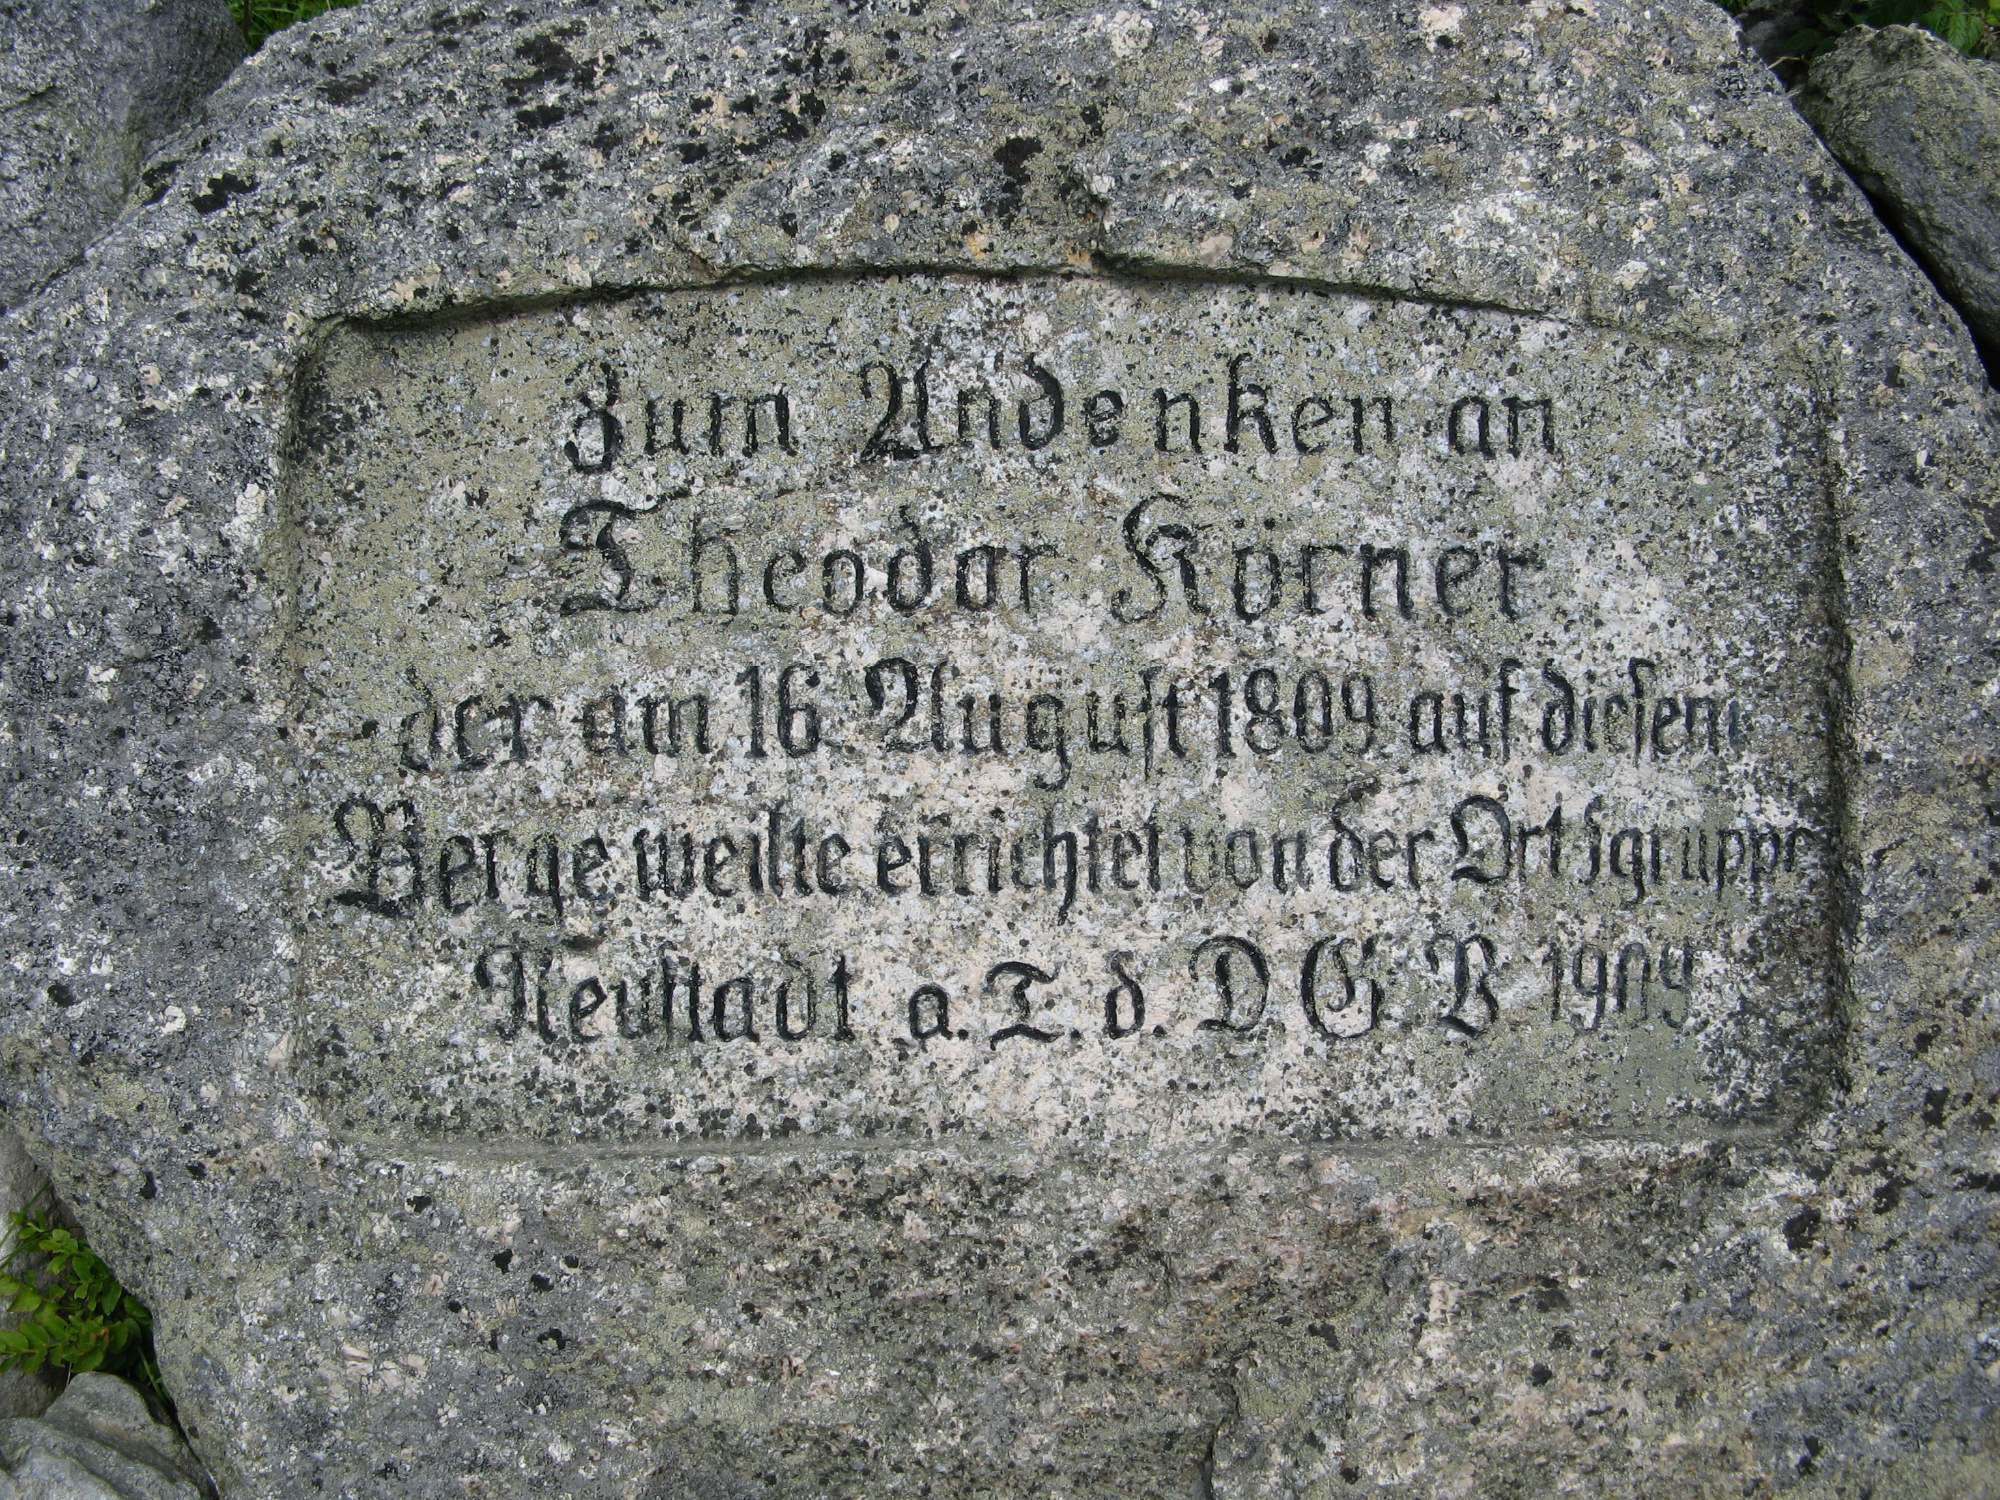 Zum Andenken an
Theodor Körner
der am 16. August 1809 auf diesem
Berge weilte errichtet von der Ortsgruppe
Neustadt a. T. d. D G B 1909